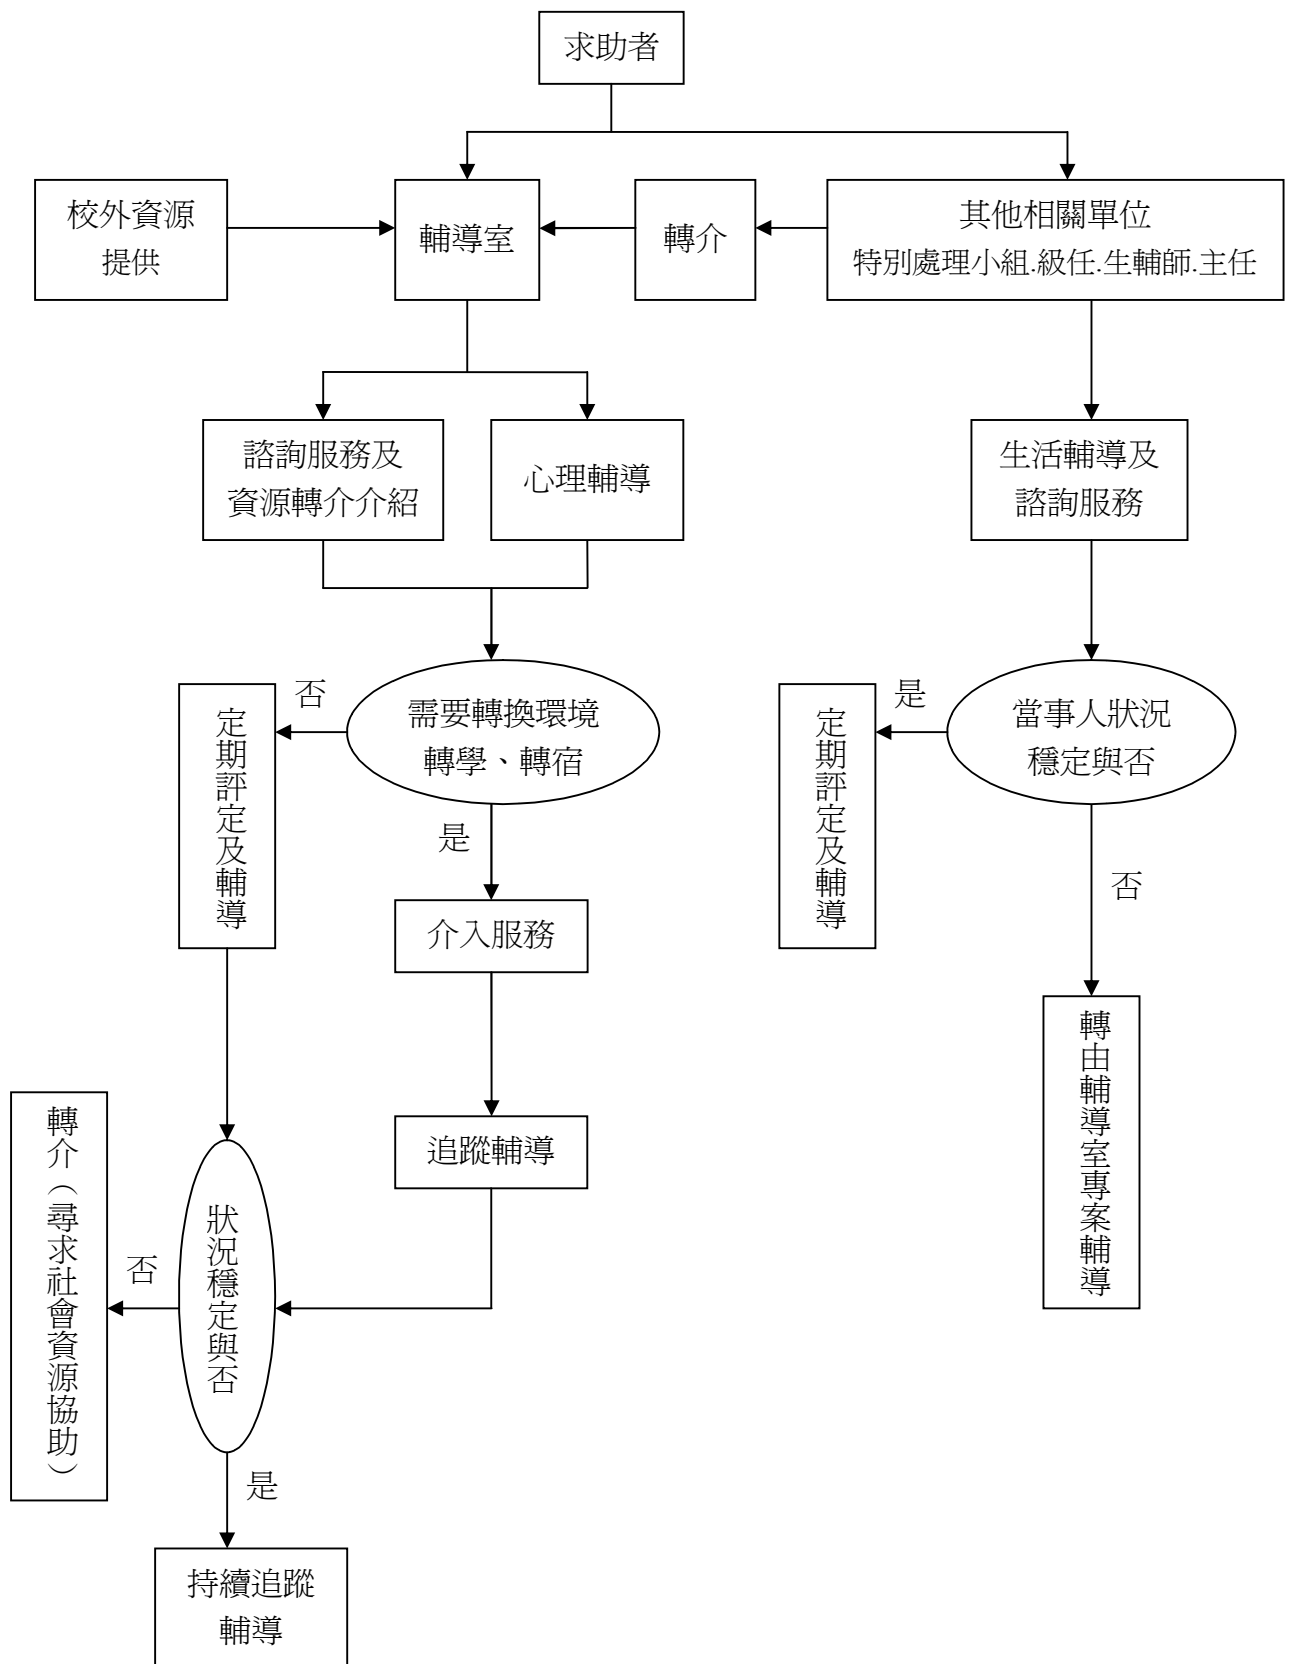 求助者
校外資源
提供
輔導室
轉介
其他相關單位
特別處理小組.級任.生輔師.主任
諮詢服務及
資源轉介介紹
心理輔導
生活輔導及
諮詢服務
需要轉換環境
轉學、轉宿
否
是
定期評定及輔導
當事人狀況
穩定與否
是
否
定期評定及輔導
介入服務
追蹤輔導
轉由輔導室專案輔導
狀況穩定與否
否
是
轉介（尋求社會資源協助）
持續追蹤
輔導